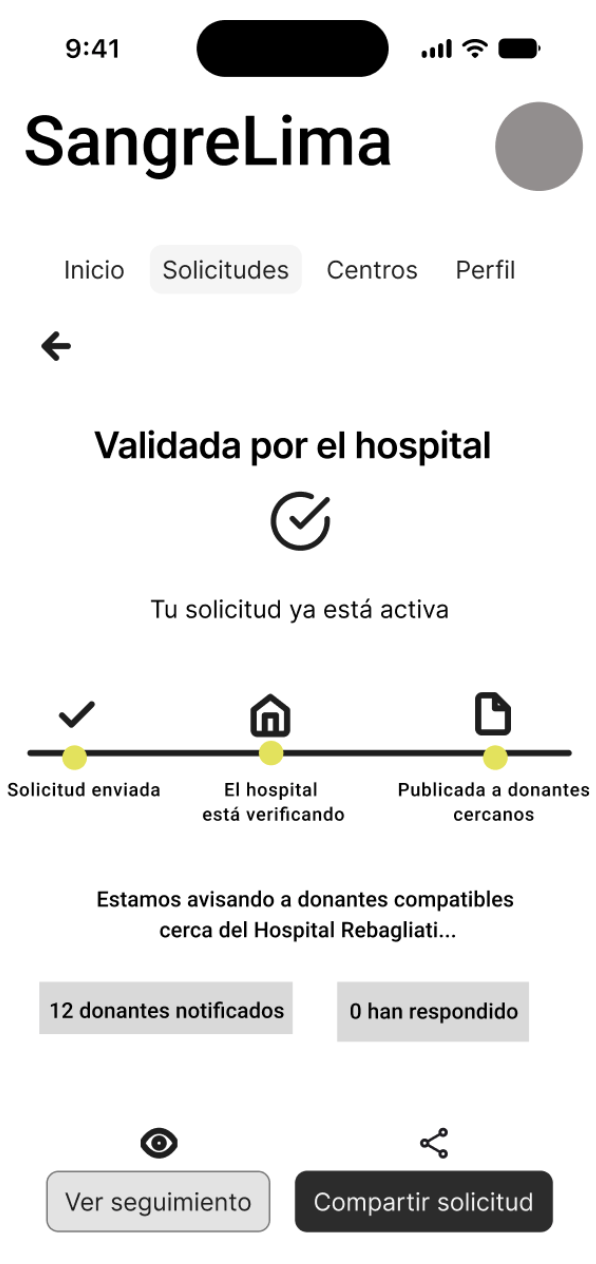 9:41
SangreLima
Inicio Solicitudes Centros Perfil
Validada por el hospital
Tu solicitud ya está activa
Solicitud enviada
El hospital
está verificando
Publicada a donantes
cercanos
Estamos avisando a donantes compatibles
cerca del Hospital Rebagliati...
12 donantes notificados
0 han respondido
Ver seguimiento
Compartir solicitud